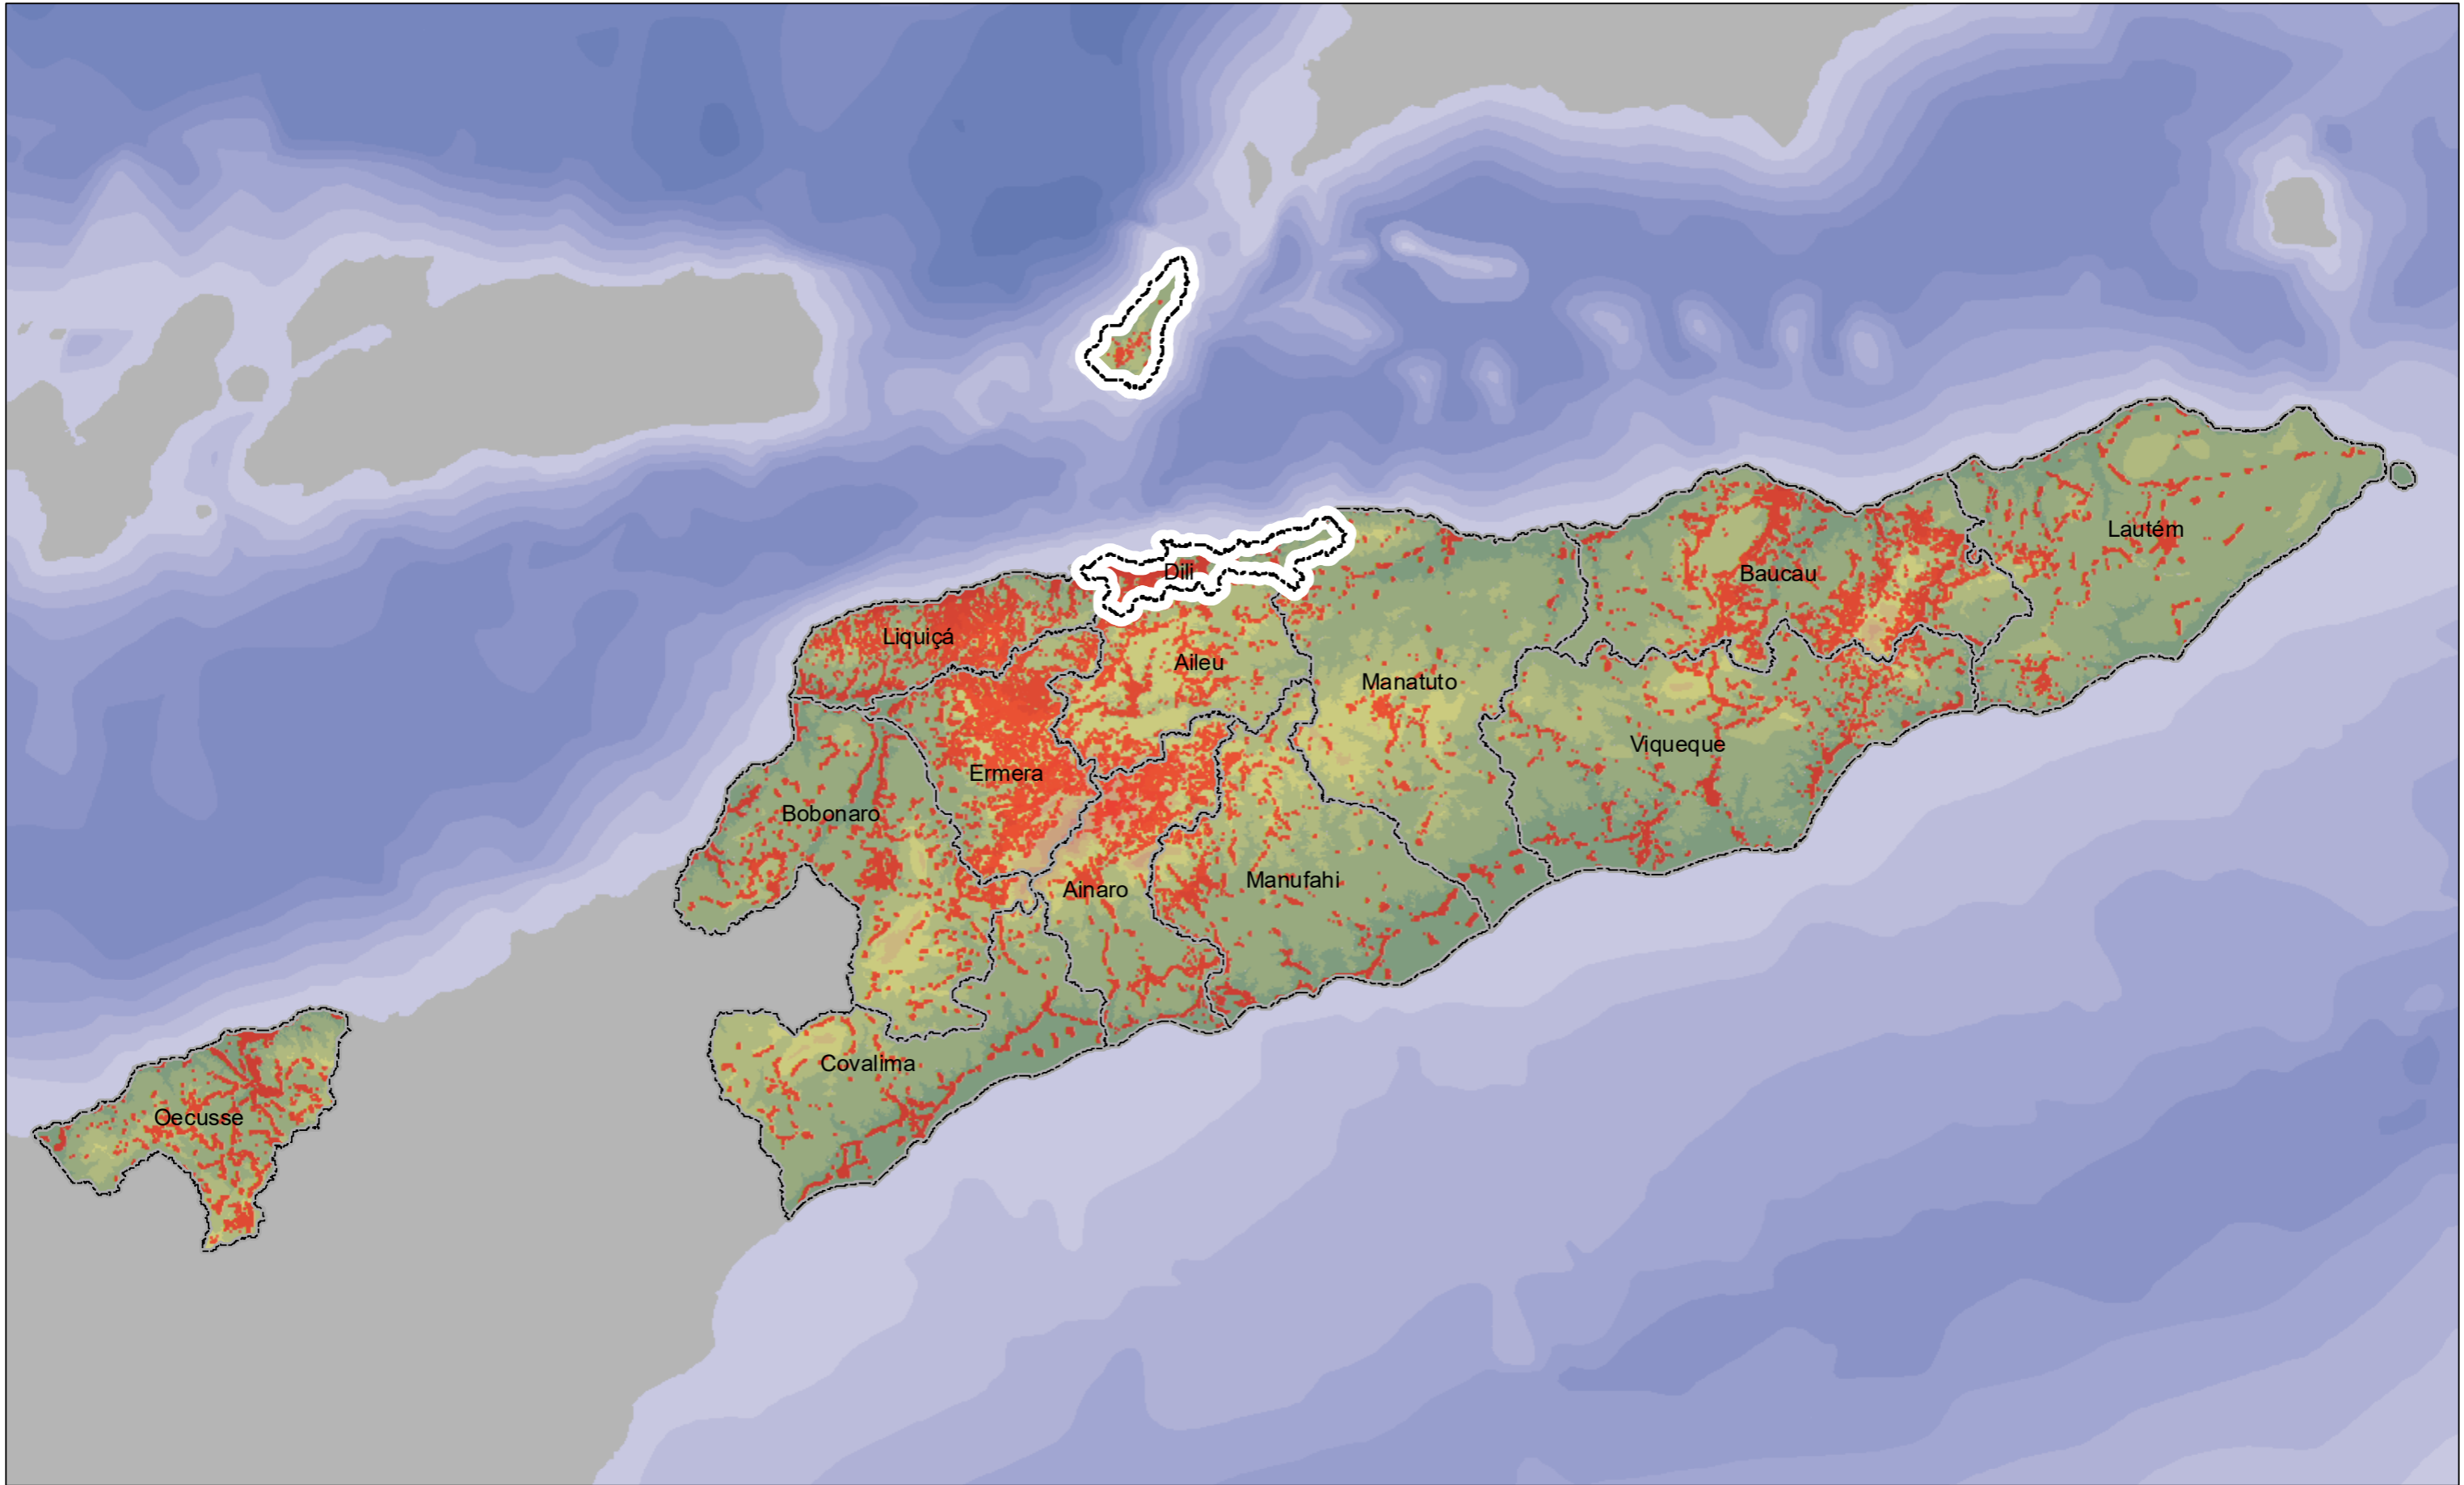 Lautém
Dili
Baucau
Liquiçá
Aileu
Manatuto
Viqueque
Ermera
Bobonaro
Manufahi
Ainaro
Covalima
Oecusse